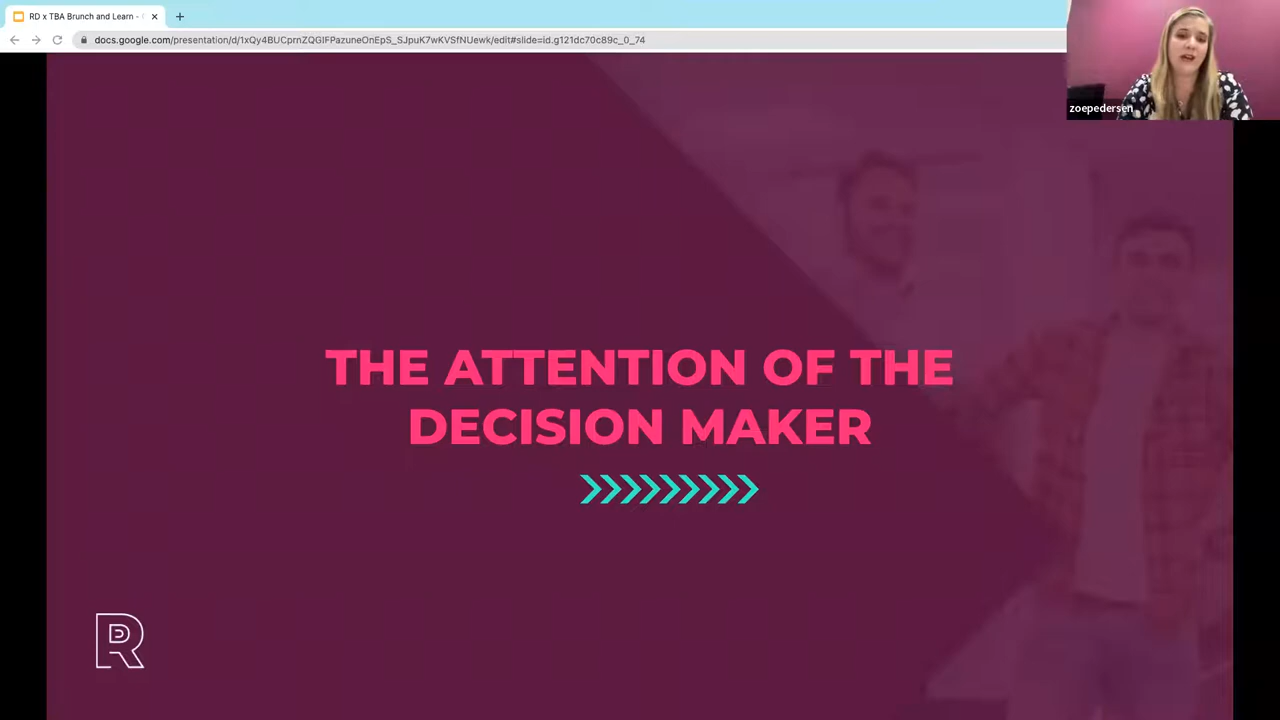 RD x TBA Brunch and Learn -
docs.google.com/presentation/d/1xQy4BUCprnZQGIFPazuneOnEpS_SJpuK7wKVSfNUewk/edit#slide=id.g121dc70c89c_0_74
zoepedersen
THE ATTENTION OF THE
DECISION MAKER